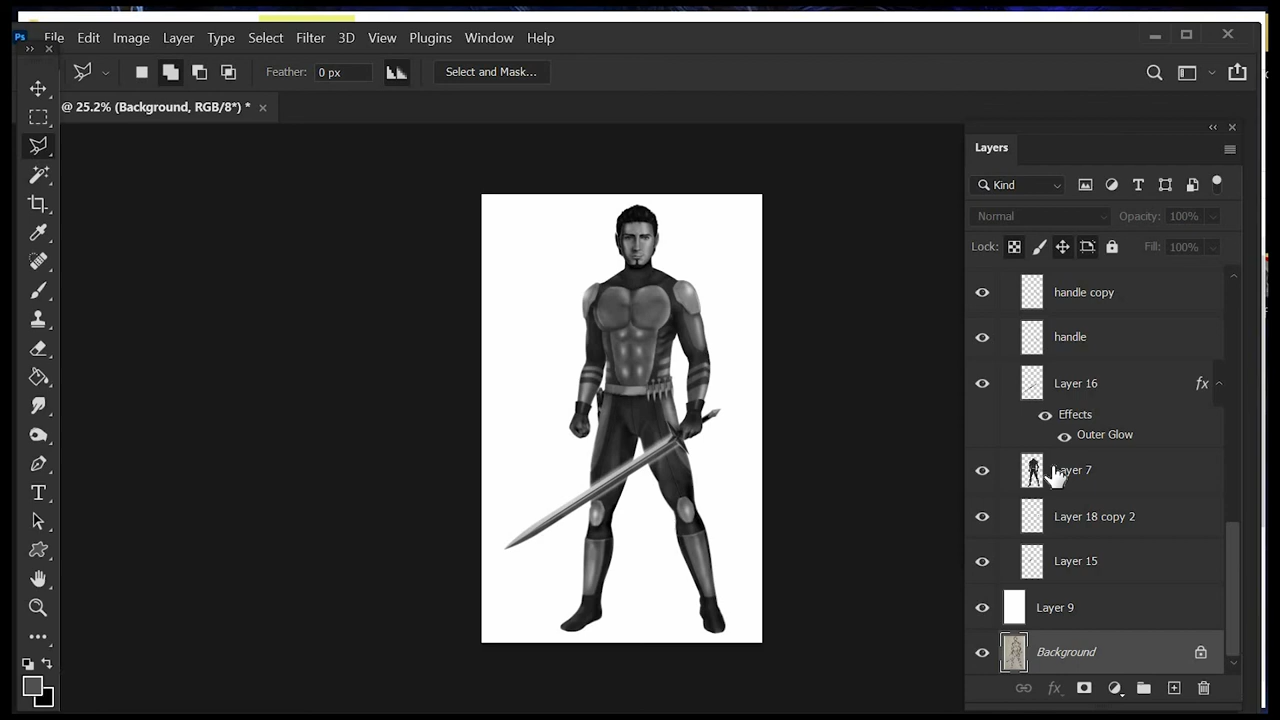 Ps File Edit Image Layer Type Select Filter 3D View Plugins Window Help
Feather: 0 px Select and Mask...
@ 25.2% (Background, RGB/8*) *
Layers
Kind
Normal Opacity: 100%
Lock: Fill: 100%
handle copy
handle
Layer 16 fx
Effects
Outer Glow
Layer 7
Layer 18 copy 2
Layer 15
Layer 9
Background
fx